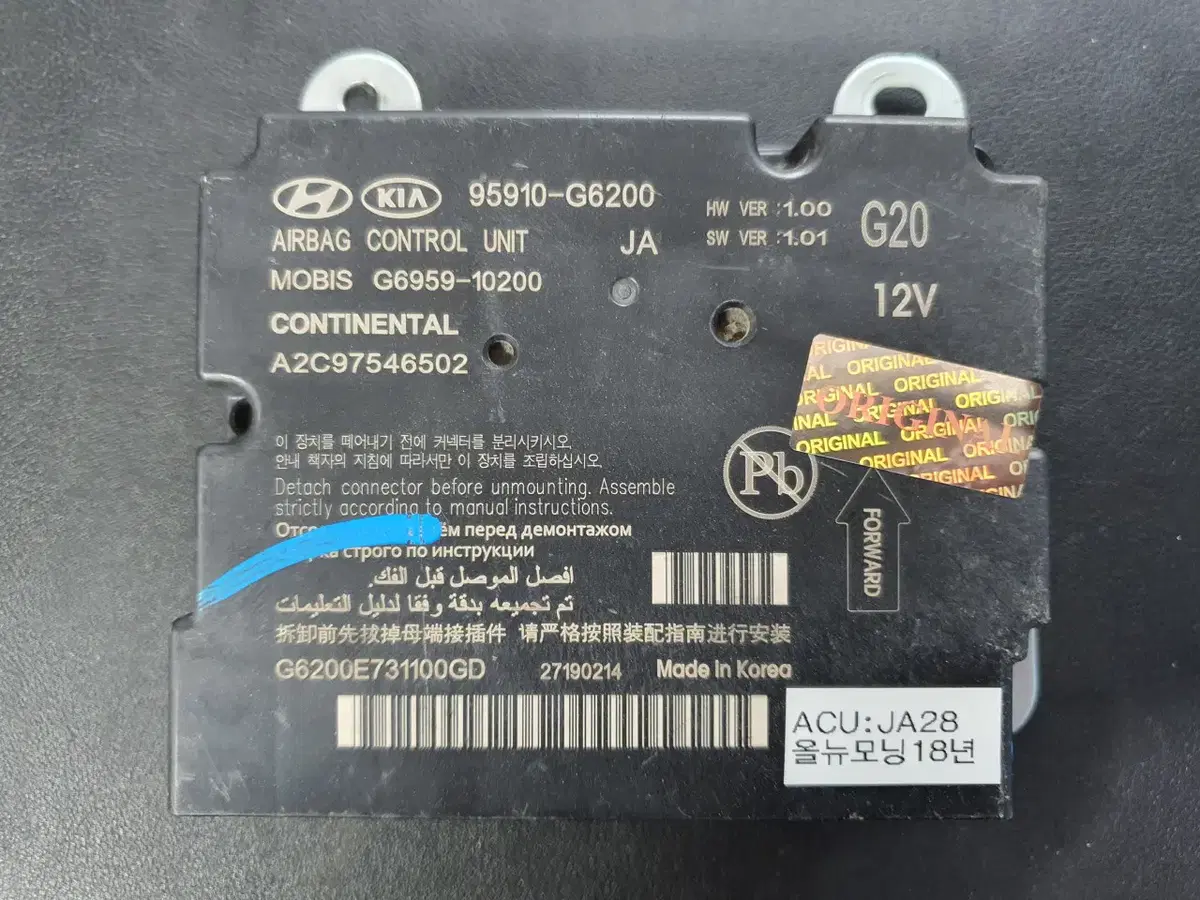 KIA 95910-G6200
HW VER :1.00
G20
AIRBAG CONTROL UNIT JA
SW VER :1.01
MOBIS G6959-10200
12V
CONTINENTAL
A2C97546502
ORIGINAL ORIGINAL ORIGINAL
ORIGINAL
이 장치를 떼어내기 전에 커넥터를 분리시키시오.
안내 책자의 지침에 따라서만 이 장치를 조립하십시오.
Pb
Detach connector before unmounting. Assemble
strictly according to manual instructions.
перед демонтажом
строго по инструкции
FORWARD
افصل الموصل قبل الفك.
تم تجميعه بدقة وفقا لدليل التعليمات
拆卸前先拔掉母端接插件 请严格按照装配指南进行安装
G6200E731100GD 27190214 Made in Korea
ACU:JA28
올뉴모닝18년